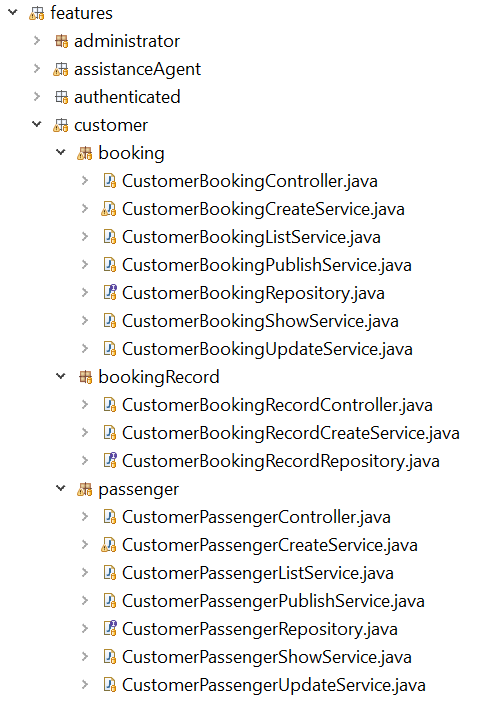 features
administrator
assistanceAgent
authenticated
customer
booking
CustomerBookingController.java
CustomerBookingCreateService.java
CustomerBookingListService.java
CustomerBookingPublishService.java
CustomerBookingRepository.java
CustomerBookingShowService.java
CustomerBookingUpdateService.java
bookingRecord
CustomerBookingRecordController.java
CustomerBookingRecordCreateService.java
CustomerBookingRecordRepository.java
passenger
CustomerPassengerController.java
CustomerPassengerCreateService.java
CustomerPassengerListService.java
CustomerPassengerPublishService.java
CustomerPassengerRepository.java
CustomerPassengerShowService.java
CustomerPassengerUpdateService.java